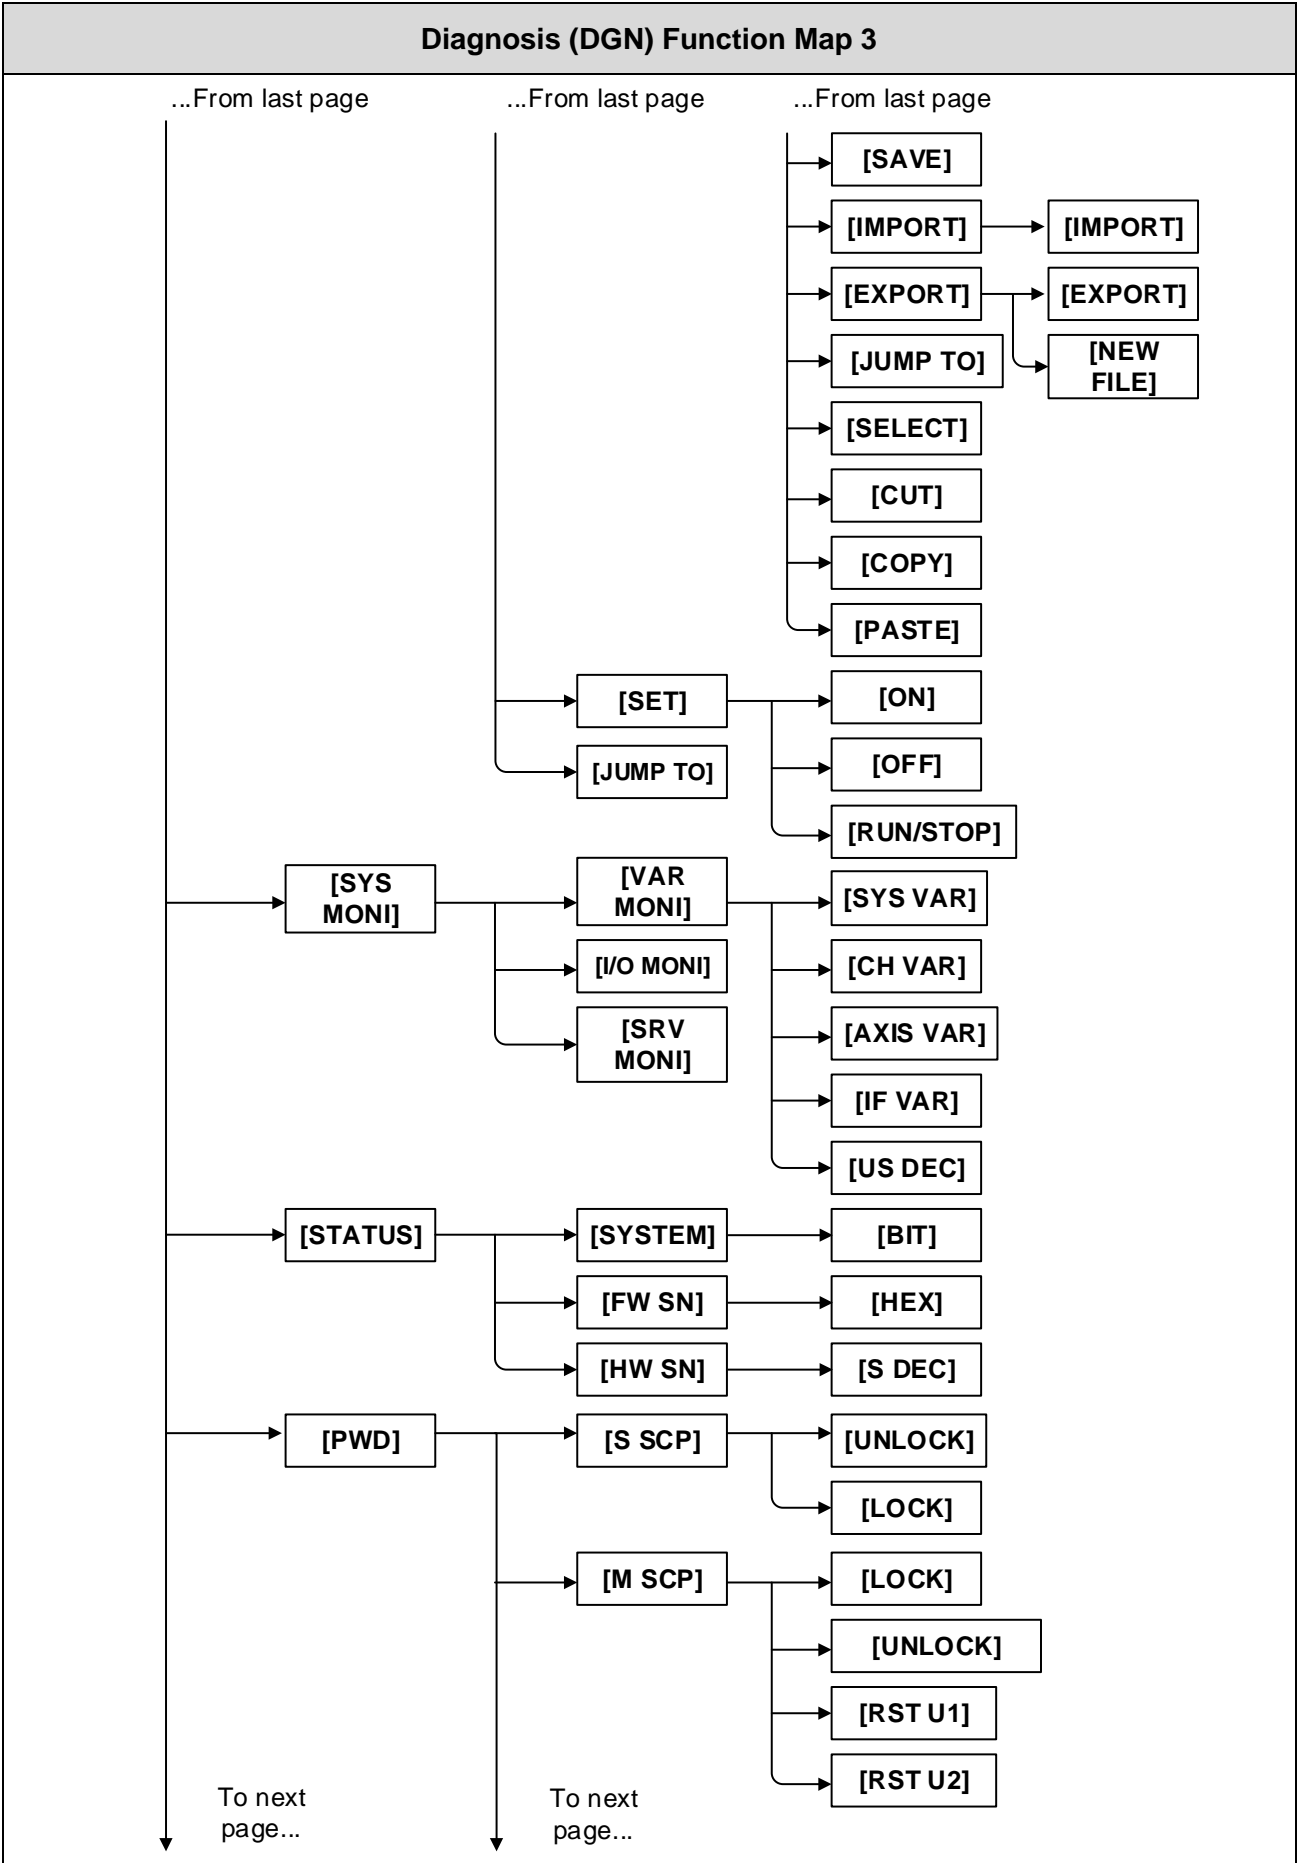 Diagnosis (DGN) Function Map 3
...From last page
...From last page
...From last page
[SAVE]
[IMPORT]
[IMPORT]
[EXPORT]
[EXPORT]
[JUMP TO]
[NEW
FILE]
[SELECT]
[CUT]
[COPY]
[PASTE]
[SET]
[ON]
[JUMP TO]
[OFF]
[RUN/STOP]
[SYS
MONI]
[VAR
MONI]
[SYS VAR]
[I/O MONI]
[CH VAR]
[SRV
MONI]
[AXIS VAR]
[IF VAR]
[US DEC]
[STATUS]
[SYSTEM]
[BIT]
[FW SN]
[HEX]
[HW SN]
[S DEC]
[PWD]
[S SCP]
[UNLOCK]
[LOCK]
[M SCP]
[LOCK]
[UNLOCK]
[RST U1]
[RST U2]
To next
page...
To next
page...